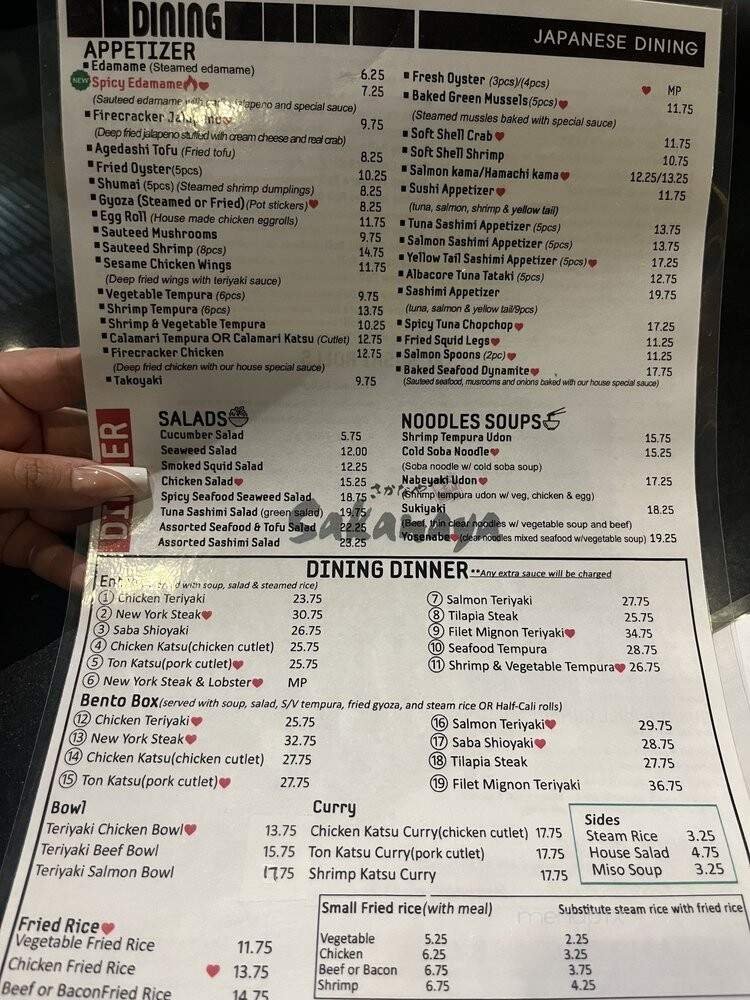 DINING
JAPANESE DINING
APPETIZER
Edamame (Steamed edamame) 6.25
NEW Spicy Edamame 7.25
(Sauteed edamame with jalapeno and special sauce)
Firecracker 9.75
(Deep fried jalapeno stuffed with cream cheese and real crab)
Agedashi Tofu (Fried tofu) 8.25
Fried Oyster(5pcs) 10.25
Shumai (5pcs) (Steamed shrimp dumplings) 8.25
Gyoza (Steamed or Fried)(Pot stickers) 8.25
Egg Roll (House made chicken eggrolls) 11.75
Sauteed Mushrooms 9.75
Sauteed Shrimp (8pcs) 14.75
Sesame Chicken Wings 11.75
(Deep fried wings with teriyaki sauce)
Vegetable Tempura (6pcs) 9.75
Shrimp Tempura (6pcs) 13.75
Shrimp & Vegetable Tempura 10.25
Calamari Tempura OR Calamari Katsu (Cutlet) 12.75
Firecracker Chicken 12.75
(Deep fried chicken with our house special sauce)
Takoyaki 9.75
Fresh Oyster (3pcs)/(4pcs) MP
Baked Green Mussels(5pcs) 11.75
(Steamed mussles baked with special sauce)
Soft Shell Crab 11.75
Soft Shell Shrimp 10.75
Salmon kama/Hamachi kama 12.25/13.25
Sushi Appetizer 11.75
(tuna, salmon, shrimp & yellow tail)
Tuna Sashimi Appetizer (5pcs) 13.75
Salmon Sashimi Appetizer (5pcs) 13.75
Yellow Tail Sashimi Appetizer (5pcs) 17.25
Albacore Tuna Tataki (5pcs) 12.75
Sashimi Appetizer 19.75
(tuna, salmon & yellow tail/9pcs)
Spicy Tuna Chopchop 17.25
Fried Squid Legs 11.25
Salmon Spoons (2pc) 11.25
Baked Seafood Dynamite 17.75
(Sauteed seafood, musrooms and onions baked with our house special sauce)
DINNER
SALADS
Cucumber Salad 5.75
Seaweed Salad 12.00
Smoked Squid Salad 12.25
Chicken Salad 15.25
Spicy Seafood Seaweed Salad 18.75
Tuna Sashimi Salad (green salad) 19.75
Assorted Seafood & Tofu Salad 22.25
Assorted Sashimi Salad 23.25
さかなや
Sakanaya
NOODLES SOUPS
Shrimp Tempura Udon 15.75
Cold Soba Noodle 15.25
(Soba noodle w/ cold soba soup)
Nabeyaki Udon 17.25
(Shrimp tempura udon w/ veg, chicken & egg)
Sukiyaki 18.25
(Beef, thin clear noodles w/ vegetable soup and beef)
Yosenabe (clear noodles mixed seafood w/vegetable soup) 19.25
DINING DINNER **Any extra sauce will be charged
with soup, salad & steamed rice)
1 Chicken Teriyaki 23.75
2 New York Steak 30.75
3 Saba Shioyaki 26.75
4 Chicken Katsu(chicken cutlet) 25.75
5 Ton Katsu(pork cutlet) 25.75
6 New York Steak & Lobster MP
7 Salmon Teriyaki 27.75
8 Tilapia Steak 25.75
9 Filet Mignon Teriyaki 34.75
10 Seafood Tempura 28.75
11 Shrimp & Vegetable Tempura 26.75
Bento Box(served with soup, salad, S/V tempura, fried gyoza, and steam rice OR Half-Cali rolls)
12 Chicken Teriyaki 25.75
13 New York Steak 32.75
14 Chicken Katsu(chicken cutlet) 27.75
15 Ton Katsu(pork cutlet) 27.75
16 Salmon Teriyaki 29.75
17 Saba Shioyaki 28.75
18 Tilapia Steak 27.75
19 Filet Mignon Teriyaki 36.75
Bowl
Teriyaki Chicken Bowl 13.75
Teriyaki Beef Bowl 15.75
Teriyaki Salmon Bowl 17.75
Curry
Chicken Katsu Curry(chicken cutlet) 17.75
Ton Katsu Curry(pork cutlet) 17.75
Shrimp Katsu Curry 17.75
Sides
Steam Rice 3.25
House Salad 4.75
Miso Soup 3.25
Fried Rice
Vegetable Fried Rice 11.75
Chicken Fried Rice 13.75
Beef or BaconFried Rice 14.75
Small Fried rice(with meal) Substitute steam rice with fried rice
Vegetable 5.25 2.25
Chicken 6.25 3.25
Beef or Bacon 6.75 3.75
Shrimp 6.75 4.25